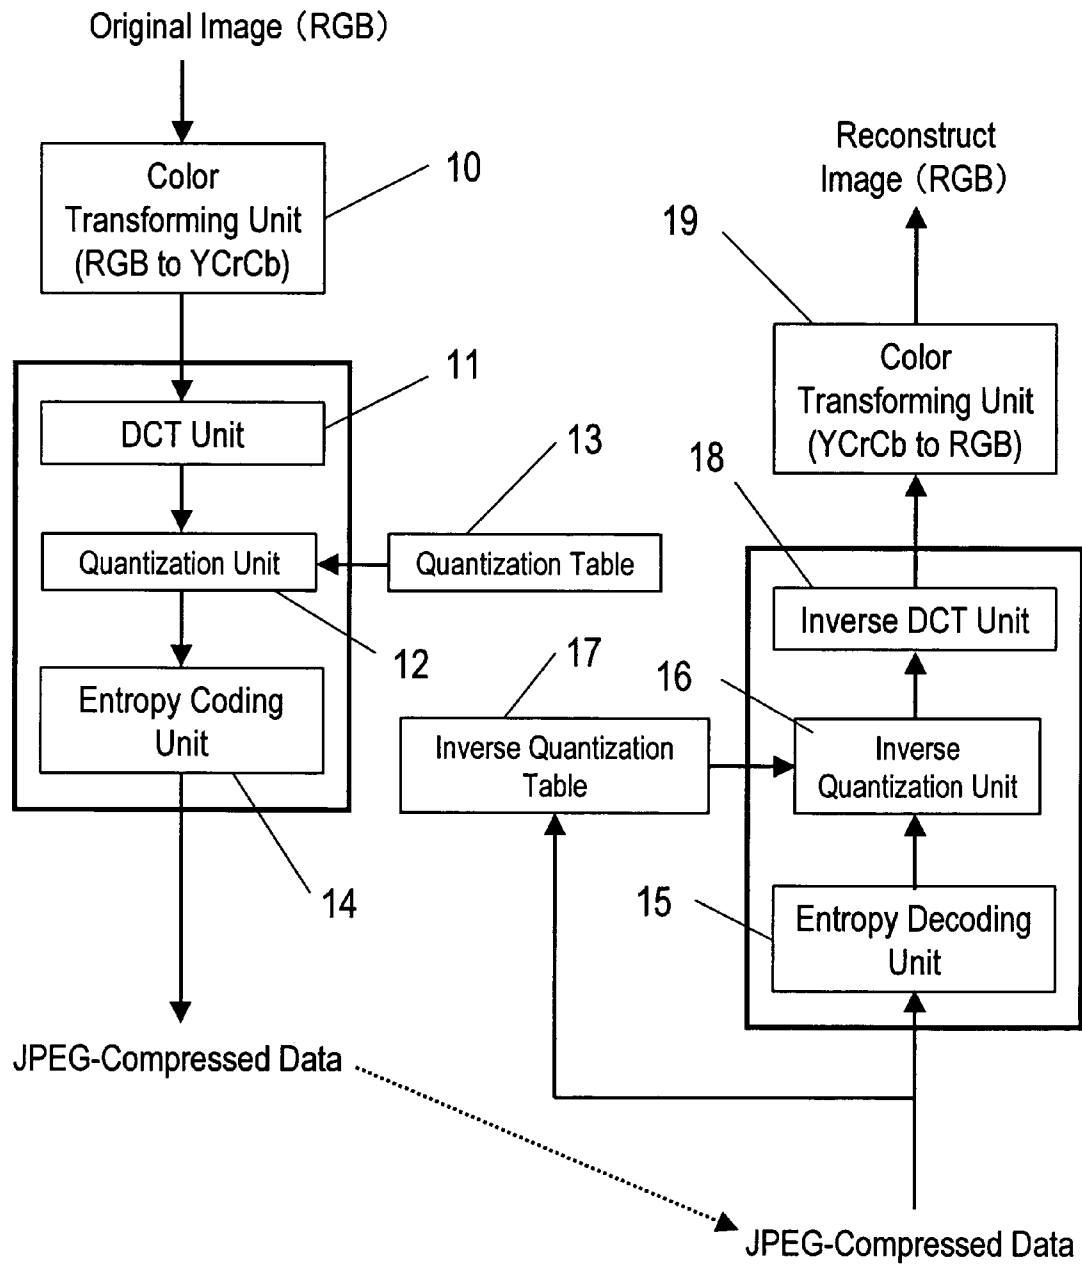 Original Image (RGB)
Color
Transforming Unit
(RGB to YCrCb)
10
DCT Unit
11
Quantization Unit
12
Quantization Table
13
Entropy Coding
Unit
14
JPEG-Compressed Data
Reconstruct
Image (RGB)
19
Color
Transforming Unit
(YCrCb to RGB)
18
Inverse DCT Unit
17
Inverse Quantization
Table
16
Inverse
Quantization Unit
15
Entropy Decoding
Unit
JPEG-Compressed Data